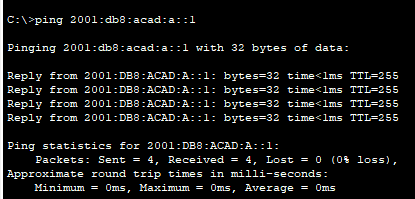 C:\>ping 2001:db8:acad:a::1
Pinging 2001:db8:acad:a::1 with 32 bytes of data:
Reply from 2001:DB8:ACAD:A::1: bytes=32 time<1ms TTL=255
Reply from 2001:DB8:ACAD:A::1: bytes=32 time<1ms TTL=255
Reply from 2001:DB8:ACAD:A::1: bytes=32 time<1ms TTL=255
Reply from 2001:DB8:ACAD:A::1: bytes=32 time<1ms TTL=255
Ping statistics for 2001:DB8:ACAD:A::1:
Packets: Sent = 4, Received = 4, Lost = 0 (0% loss),
Approximate round trip times in milli-seconds:
Minimum = 0ms, Maximum = 0ms, Average = 0ms